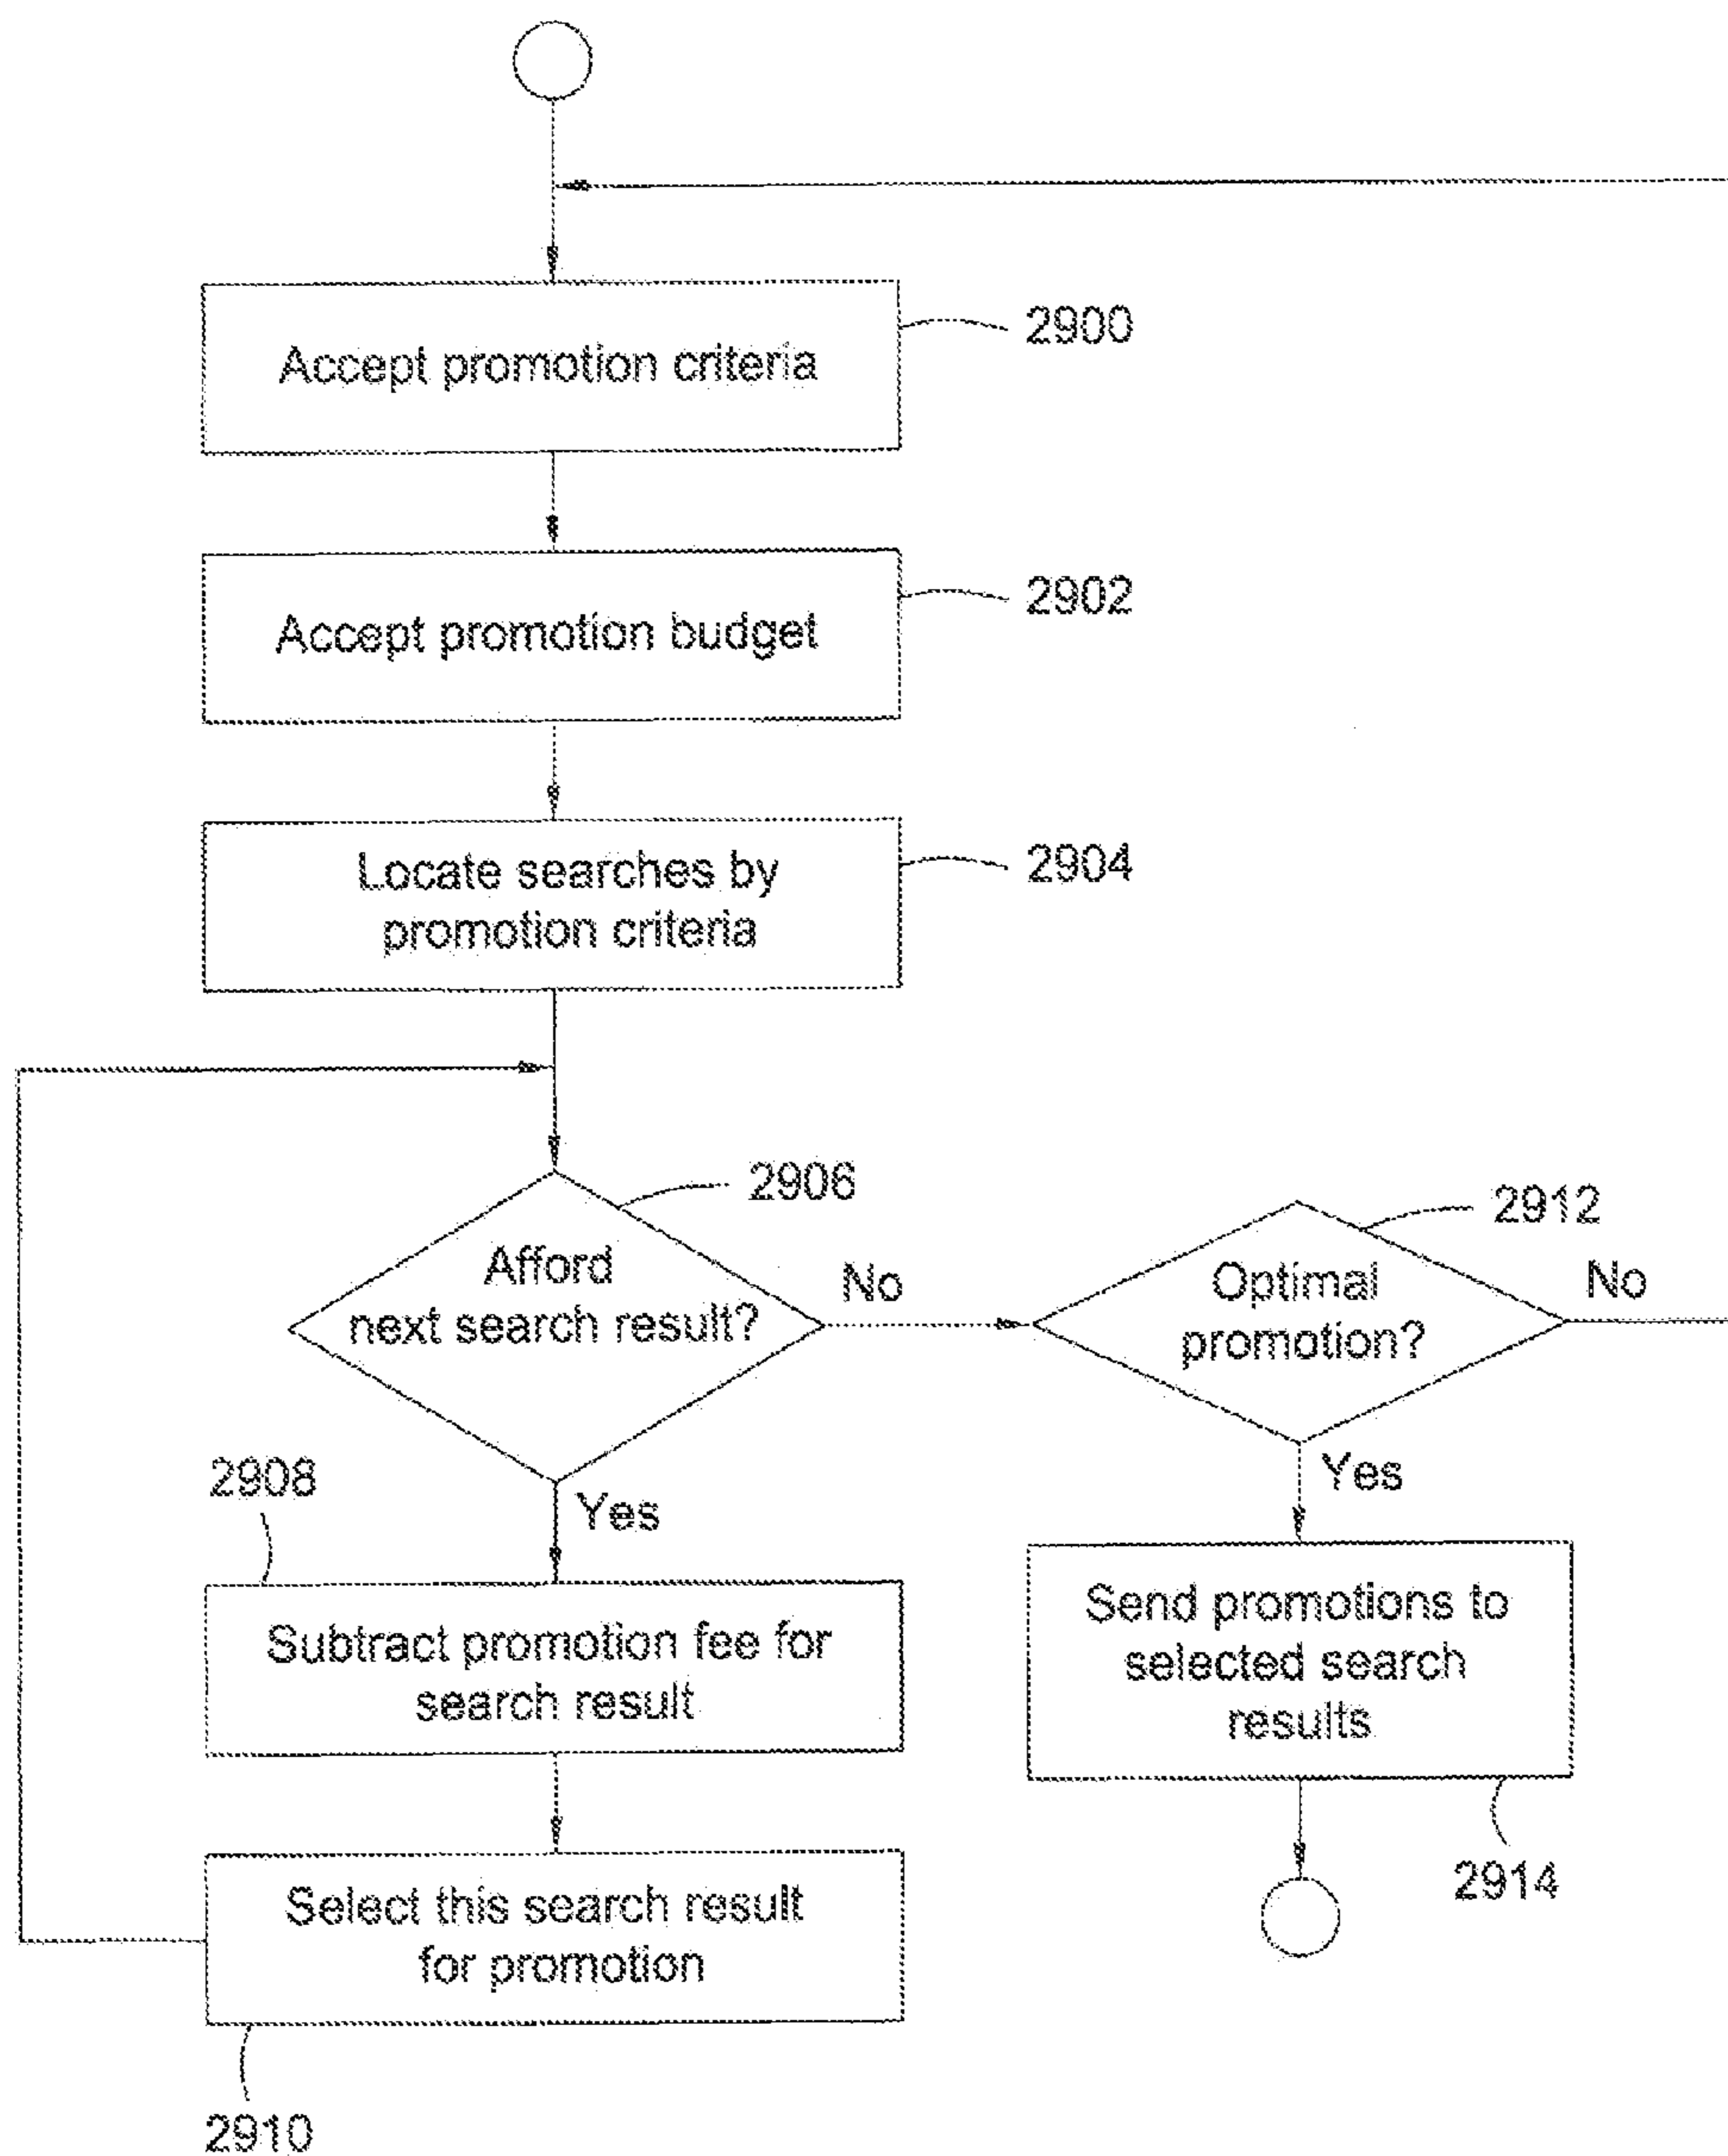 Accept promotion criteria
2900
Accept promotion budget
2902
Locate searches by
promotion criteria
2904
2906
Afford
next search result?
No
2912
Optimal
promotion?
No
Yes
2908
Yes
Subtract promotion fee for
search result
Send promotions to
selected search
results
2914
Select this search result
for promotion
2910